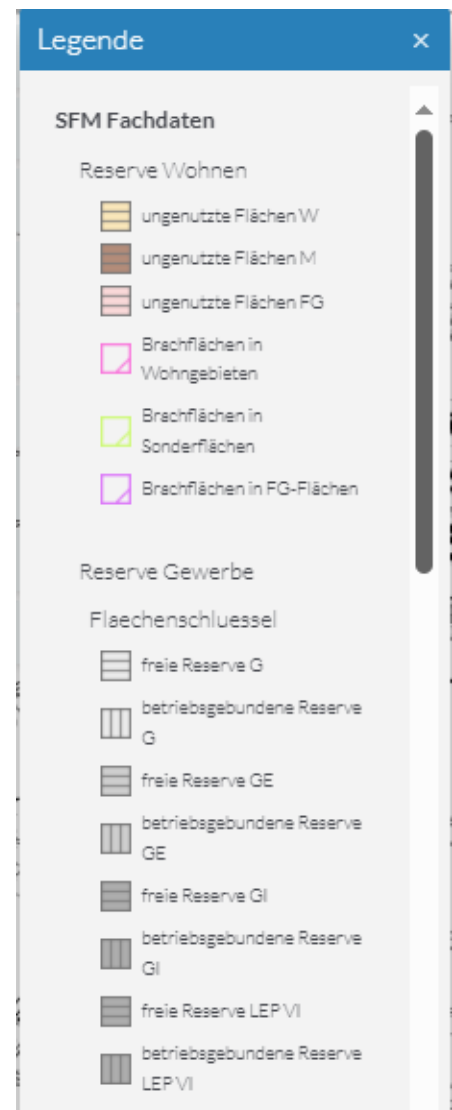 Legende ×
SFM Fachdaten
Reserve Wohnen
ungenutzte Flächen W
ungenutzte Flächen M
ungenutzte Flächen FG
Brachflächen in
Wohngebieten
Brachflächen in
Sonderflächen
Brachflächen in FG-Flächen
Reserve Gewerbe
Flaechenschluessel
freie Reserve G
betriebsgebundene Reserve
G
freie Reserve GE
betriebsgebundene Reserve
GE
freie Reserve GI
betriebsgebundene Reserve
GI
freie Reserve LEP VI
betriebsgebundene Reserve
LEP VI